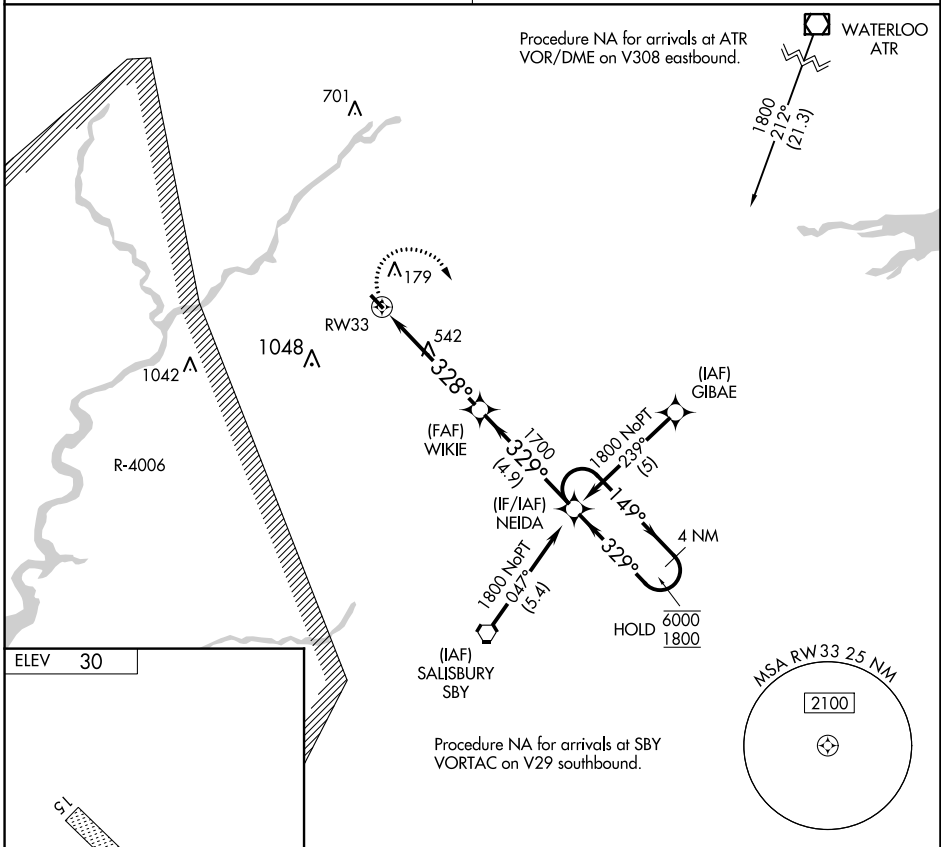 Procedure NA for arrivals at ATR
VOR/DME on V308 eastbound.
WATERLOO
ATR
1800
212°
(21.3)
701
179
RW33
542
1048
1042
328°
(FAF)
WIKIE
1700
329°
(4.9)
(IAF)
GIBAE
1800 NoPT
239°
(5)
R-4006
(IF/IAF)
NEIDA
149°
4 NM
329°
1800 NoPT
047°
(5.4)
HOLD
6000
1800
(IAF)
SALISBURY
SBY
ELEV 30
MSA RW33 25 NM
2100
Procedure NA for arrivals at SBY
VORTAC on V29 southbound.
15